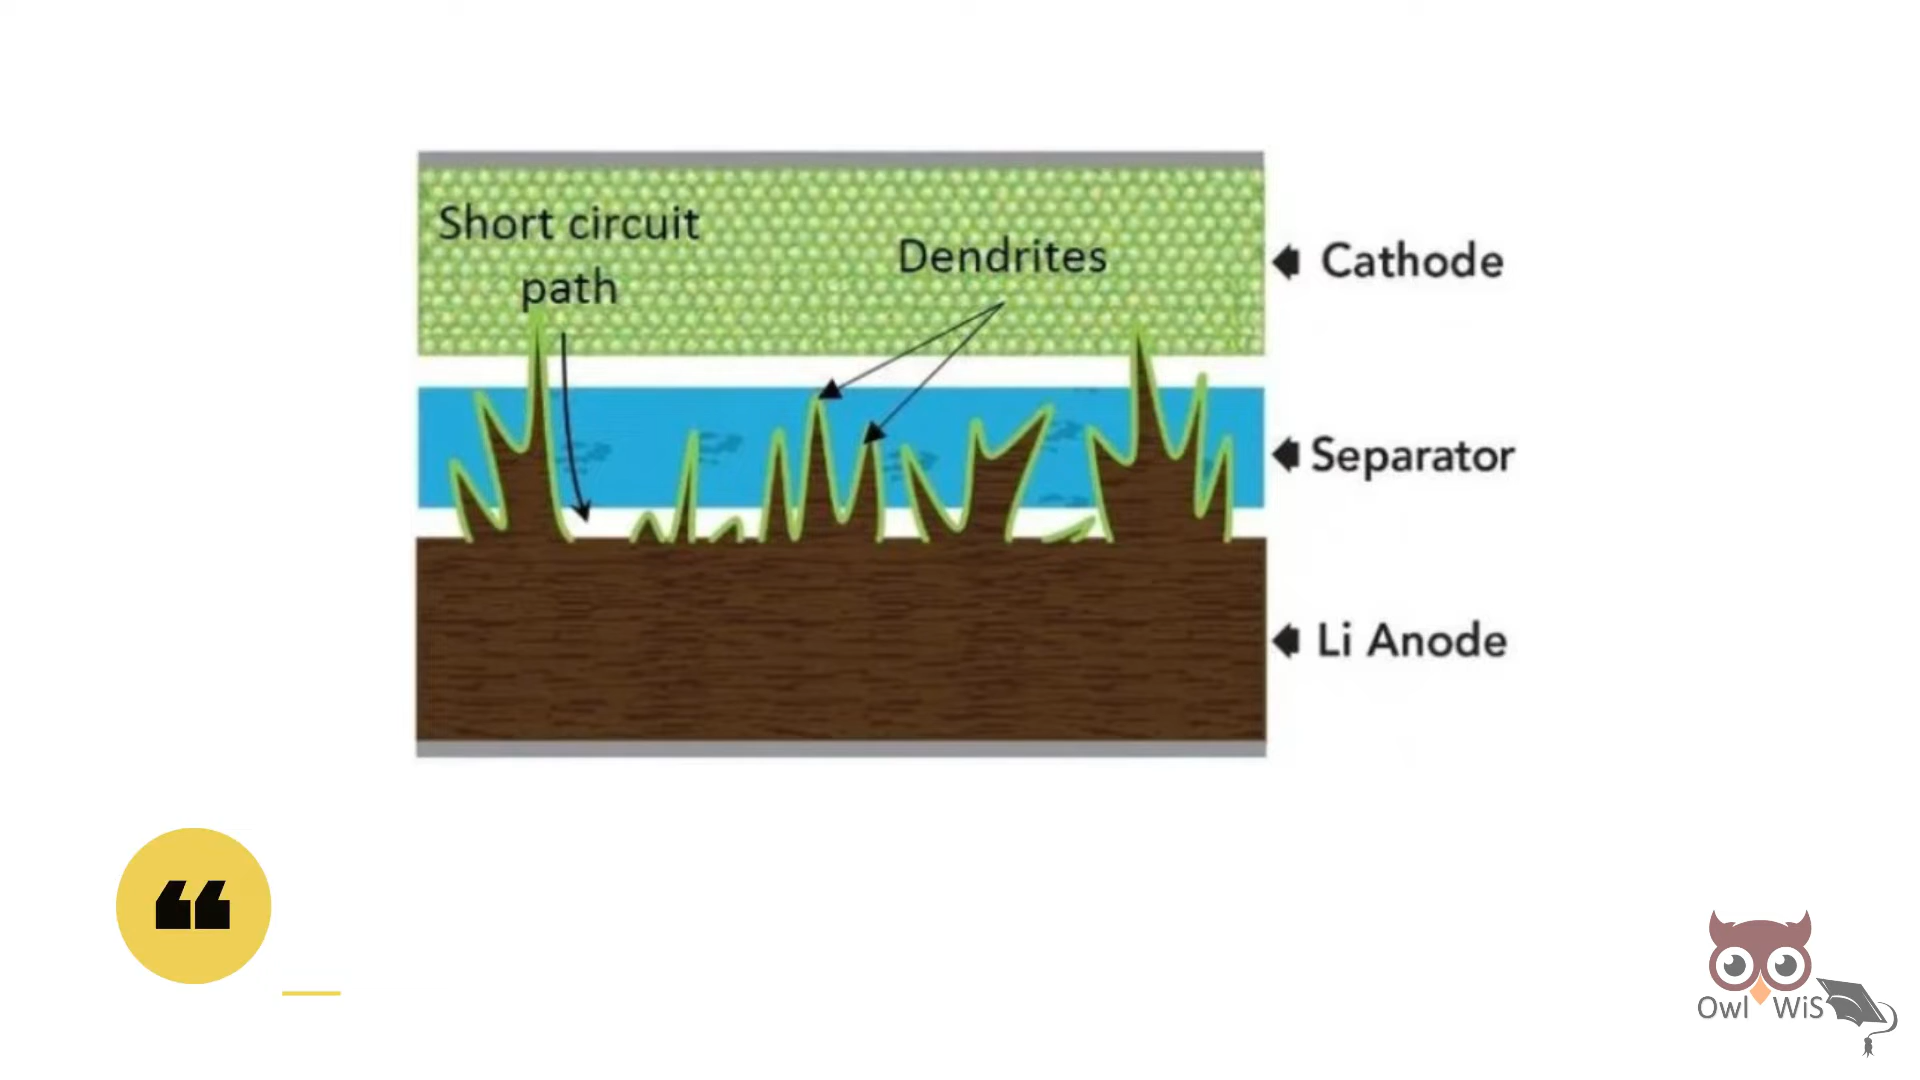 Short circuit
path
Dendrites
Cathode
Separator
Li Anode
❝
Owl WiS